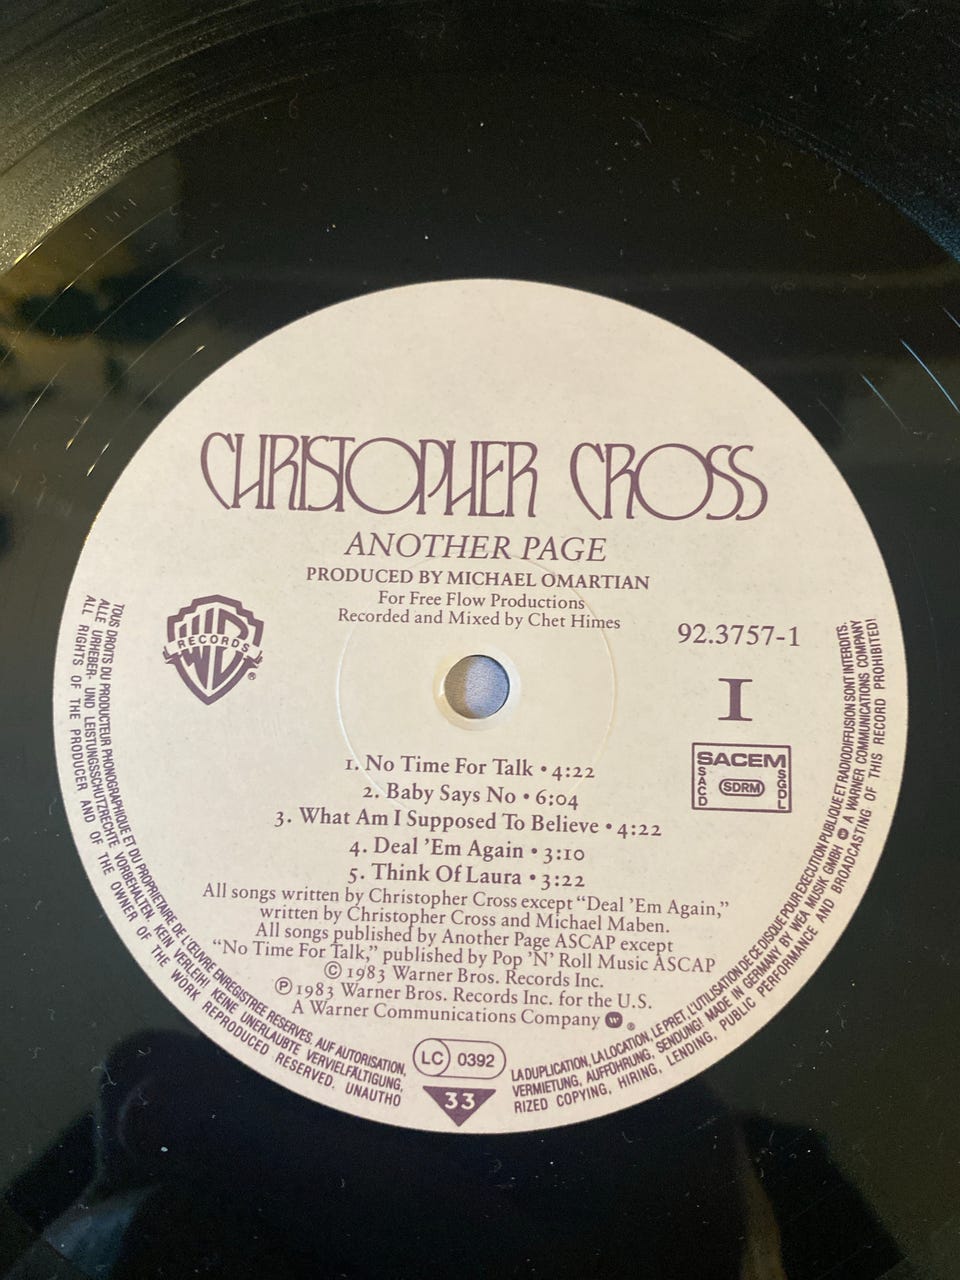 CHRISTOPHER CROSS
ANOTHER PAGE
PRODUCED BY MICHAEL OMARTIAN
For Free Flow Productions
Recorded and Mixed by Chet Himes
W
RECORDS
®
92.3757-1
I
SACEM
SACD
SDRM
SGDL
1. No Time For Talk • 4:22
2. Baby Says No • 6:04
3. What Am I Supposed To Believe • 4:22
4. Deal ’Em Again • 3:10
5. Think Of Laura • 3:22
All songs written by Christopher Cross except “Deal ’Em Again,”
written by Christopher Cross and Michael Maben.
All songs published by Another Page ASCAP except
“No Time For Talk,” published by Pop ’N’ Roll Music ASCAP
© 1983 Warner Bros. Records Inc.
℗ 1983 Warner Bros. Records Inc. for the U.S.
A Warner Communications Company ®
LC 0392
33
TOUS DROITS DU PRODUCTEUR PHONOGRAPHIQUE ET DU PROPRIETAIRE DE L'ŒUVRE ENREGISTREE RESERVES, AUF AUTORISATION, LA DUPLICATION, LA LOCATION, LE PRET, L'UTILISATION DE CE DISQUE POUR EXECUTION PUBLIQUE ET RADIODIFFUSION SONT INTERDITS.
ALLE URHEBER- UND LEISTUNGSSCHUTZRECHTE VORBEHALTEN. KEIN VERLEIH! KEINE UNERLAUBTE VERVIELFÄLTIGUNG, VERMIETUNG, AUFFÜHRUNG, SENDUNG! MADE IN GERMANY BY WEA MUSIK GMBH A WARNER COMMUNICATIONS COMPANY
ALL RIGHTS OF THE PRODUCER AND OF THE OWNER OF THE WORK REPRODUCED RESERVED. UNAUTHO RIZED COPYING, HIRING, LENDING, PUBLIC PERFORMANCE AND BROADCASTING OF THIS RECORD PROHIBITED!